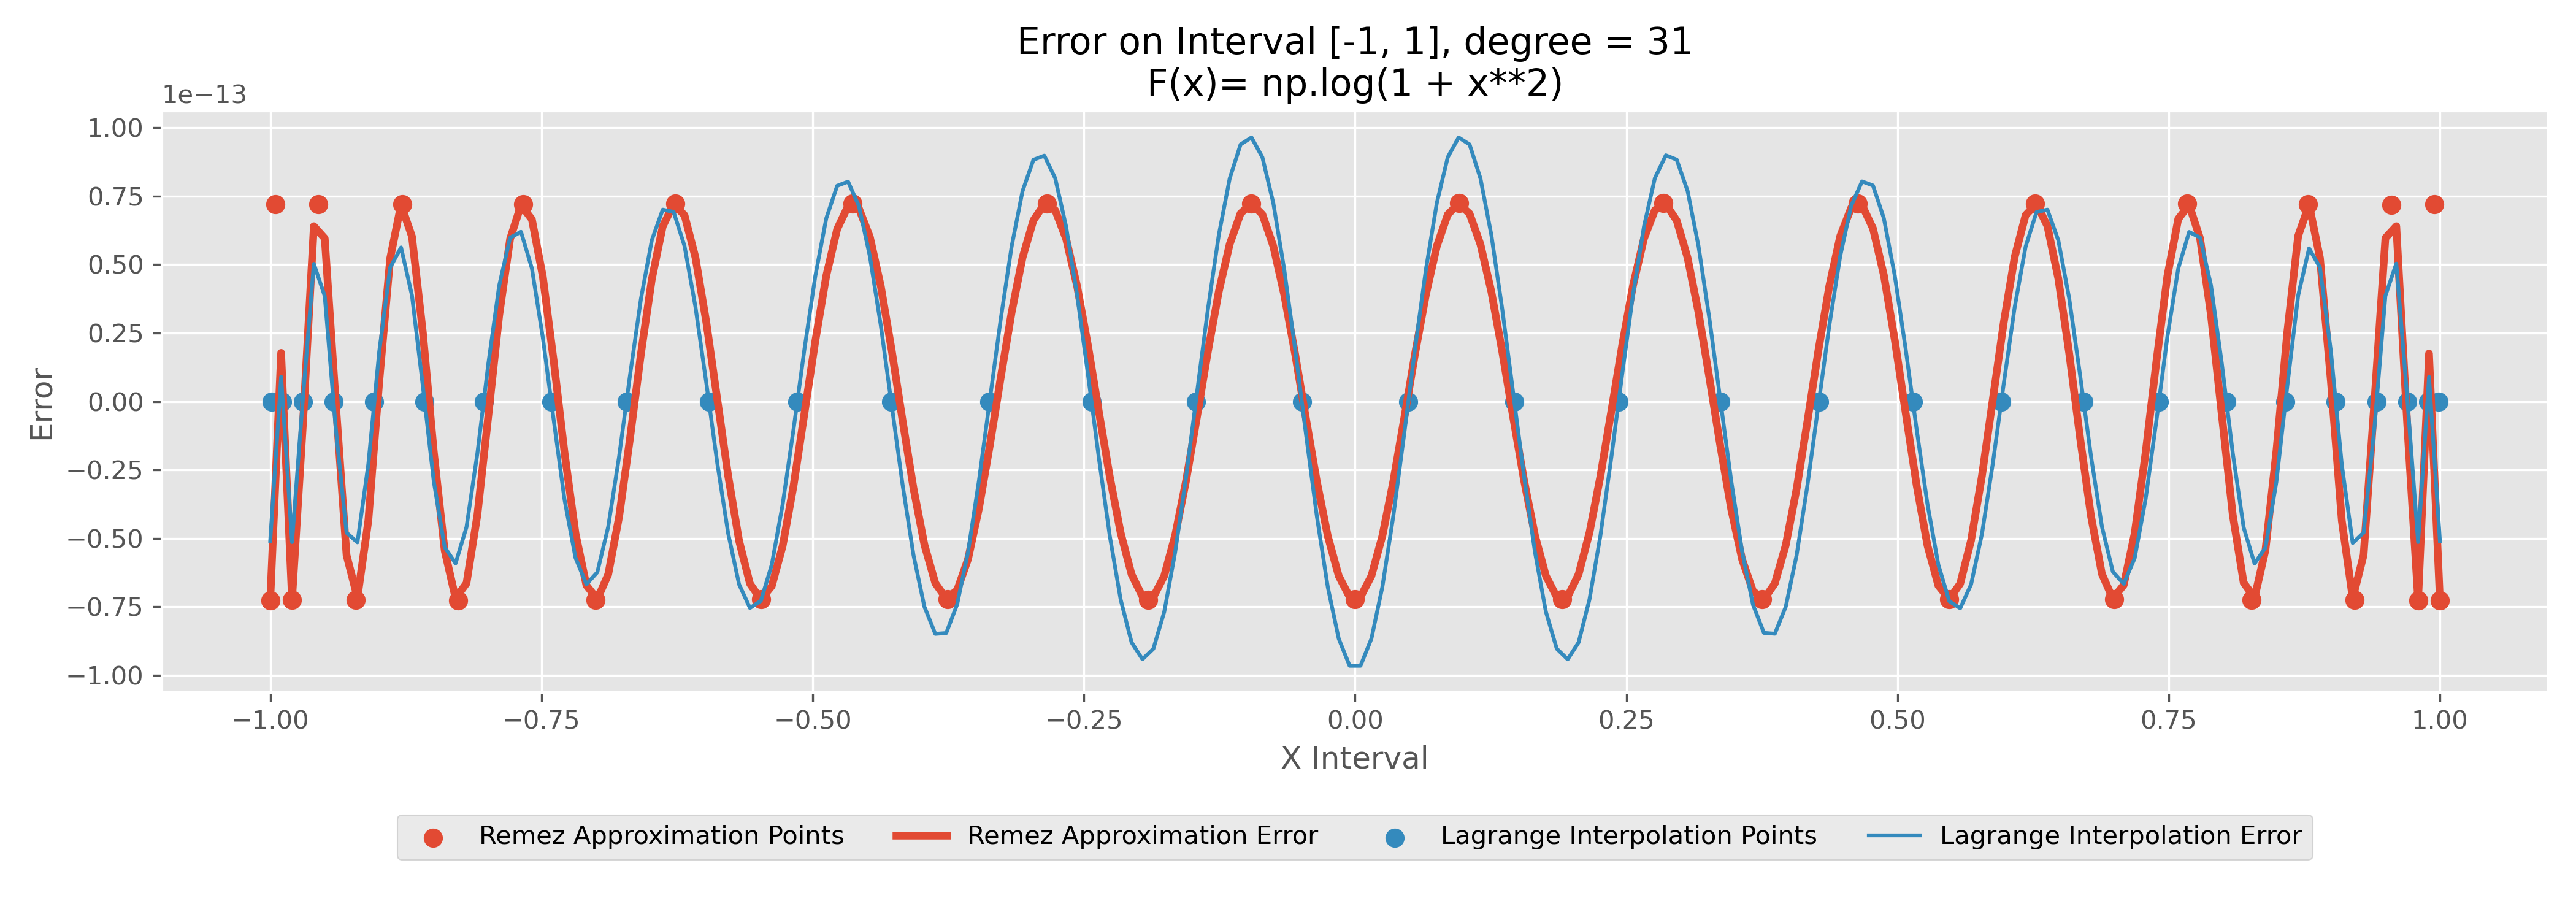 Error on Interval [-1, 1], degree = 31
F(x)= np.log(1 + x**2)
1e−13
1.00
0.75
0.50
0.25
0.00
−0.25
−0.50
−0.75
−1.00
Error
−1.00 −0.75 −0.50 −0.25 0.00 0.25 0.50 0.75 1.00
X Interval
Remez Approximation Points Remez Approximation Error Lagrange Interpolation Points Lagrange Interpolation Error